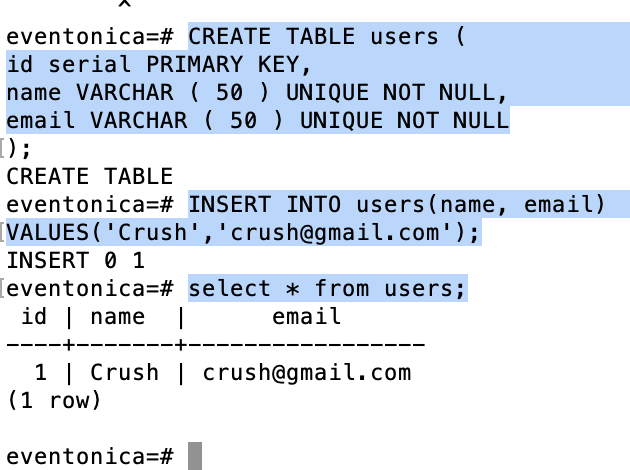 ^
eventonica=# CREATE TABLE users (
id serial PRIMARY KEY,
name VARCHAR ( 50 ) UNIQUE NOT NULL,
email VARCHAR ( 50 ) UNIQUE NOT NULL
);
CREATE TABLE
eventonica=# INSERT INTO users(name, email)
VALUES('Crush','crush@gmail.com');
INSERT 0 1
eventonica=# select * from users;
 id | name  |      email
----+-------+-----------------
  1 | Crush | crush@gmail.com
(1 row)
eventonica=#